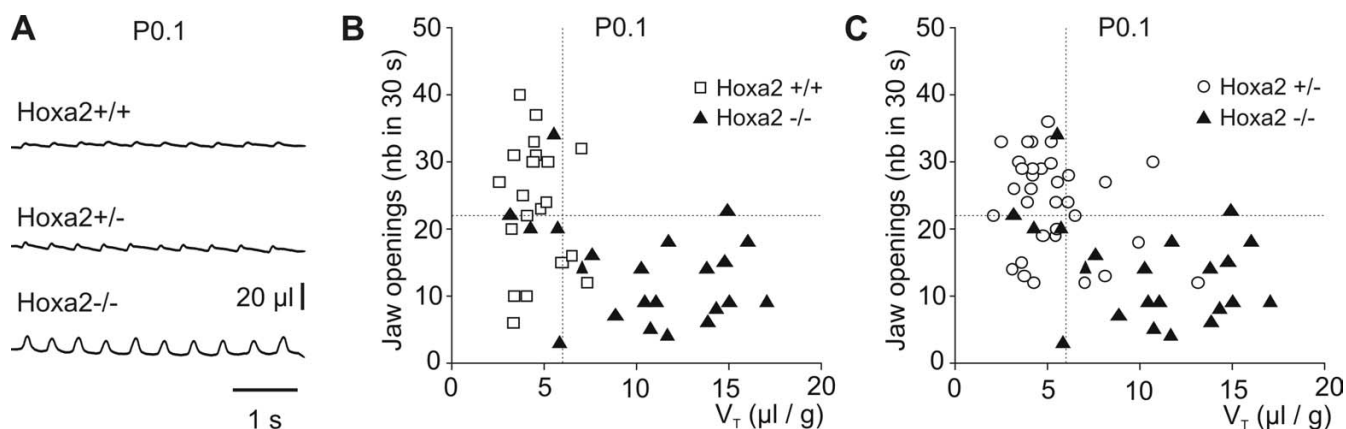 A
P0.1
Hoxa2+/+
Hoxa2+/-
20 µl
Hoxa2-/-
1 s
B
P0.1
Jaw openings (nb in 30 s)
50
40
30
20
10
0
Hoxa2 +/+
Hoxa2 -/-
0 5 10 15 20
VT (µl / g)
C
P0.1
Jaw openings (nb in 30 s)
50
40
30
20
10
0
Hoxa2 +/-
Hoxa2 -/-
0 5 10 15 20
VT (µl / g)